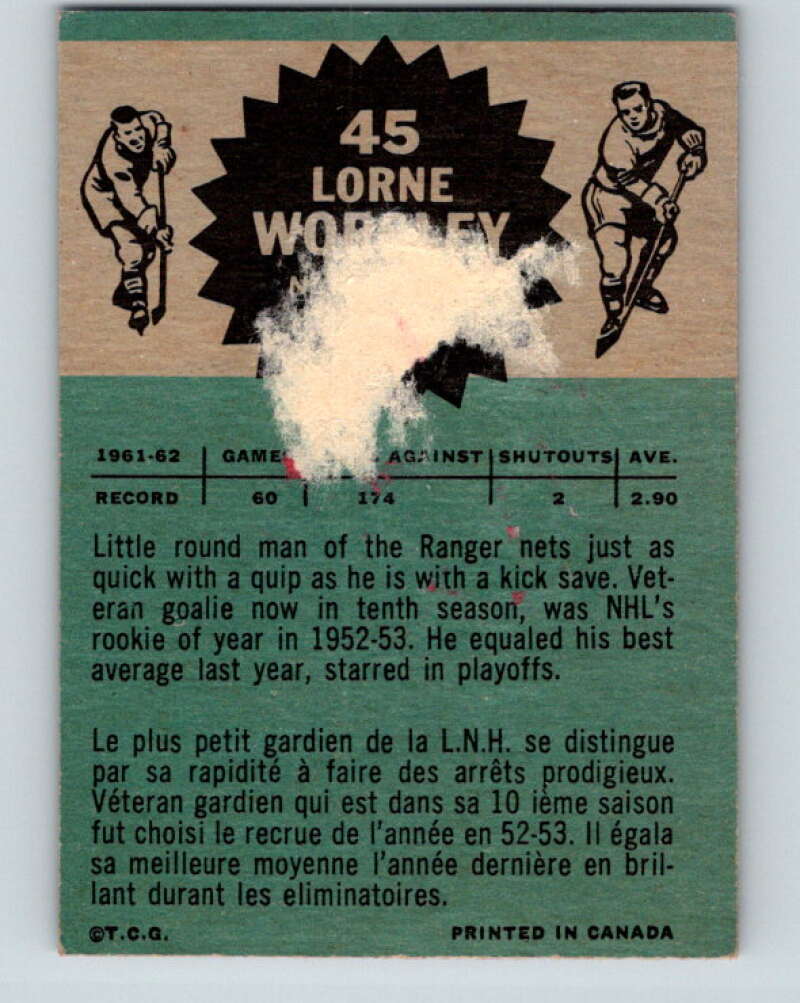 45
LORNE
WORSLEY
1961-62 GAMES AGAINST SHUTOUTS AVE.
RECORD 60 174 2 2.90
Little round man of the Ranger nets just as
quick with a quip as he is with a kick save. Vet-
eran goalie now in tenth season, was NHL's
rookie of year in 1952-53. He equaled his best
average last year, starred in playoffs.
Le plus petit gardien de la L.N.H. se distingue
par sa rapidité à faire des arrêts prodigieux.
Véteran gardien qui est dans sa 10 ième saison
fut choisi le recrue de l'année en 52-53. Il égala
sa meilleure moyenne l'année dernière en bril-
lant durant les eliminatoires.
©T.C.G. PRINTED IN CANADA